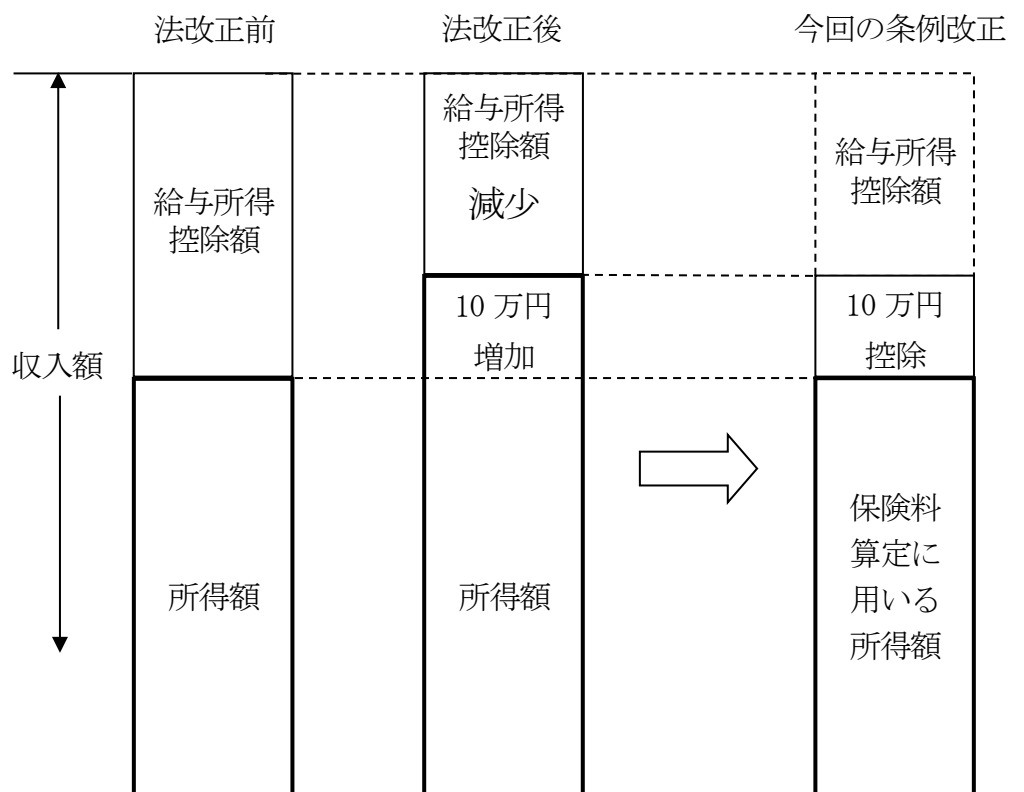 法改正前
法改正後
今回の条例改正
収入額
給与所得
控除額
所得額
給与所得
控除額
減少
10 万円
増加
所得額
給与所得
控除額
10 万円
控除
保険料
算定に
用いる
所得額